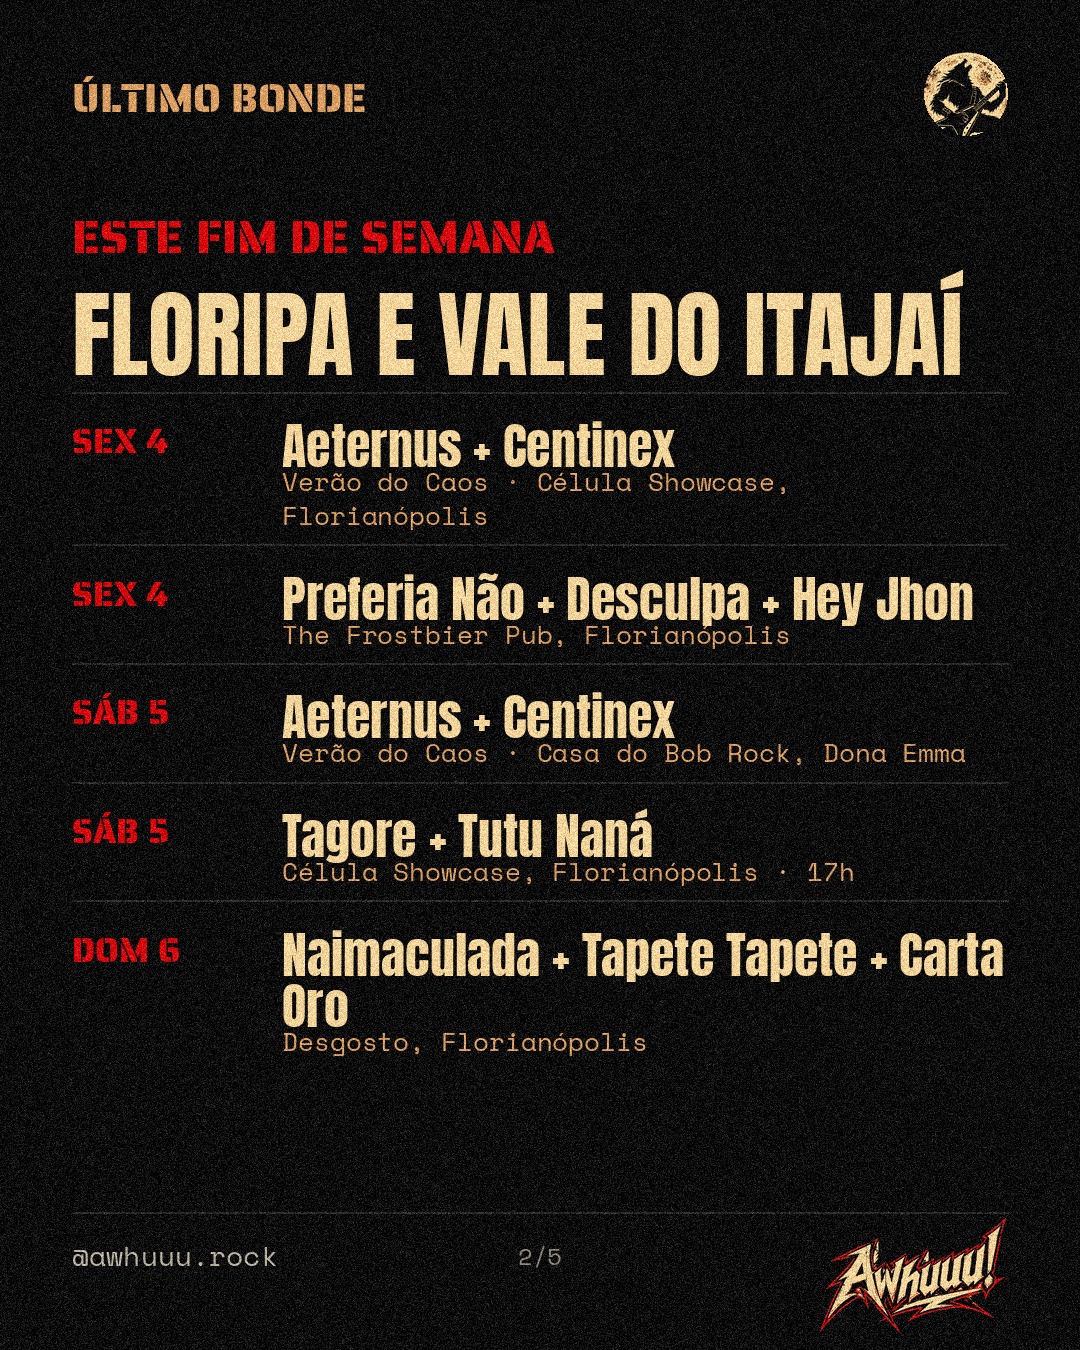 ÚLTIMO BONDE
ESTE FIM DE SEMANA
FLORIPA E VALE DO ITAJAÍ
SEX 4
Aeternus + Centinex
Verão do Caos · Célula Showcase,
Florianópolis
SEX 4
Preferia Não + Desculpa + Hey Jhon
The Frostbier Pub, Florianópolis
SÁB 5
Aeternus + Centinex
Verão do Caos · Casa do Bob Rock, Dona Emma
SÁB 5
Tagore + Tutu Naná
Célula Showcase, Florianópolis · 17h
DOM 6
Naimaculada + Tapete Tapete + Carta
Oro
Desgosto, Florianópolis
@awhuuu.rock
2/5
Awhuuu!